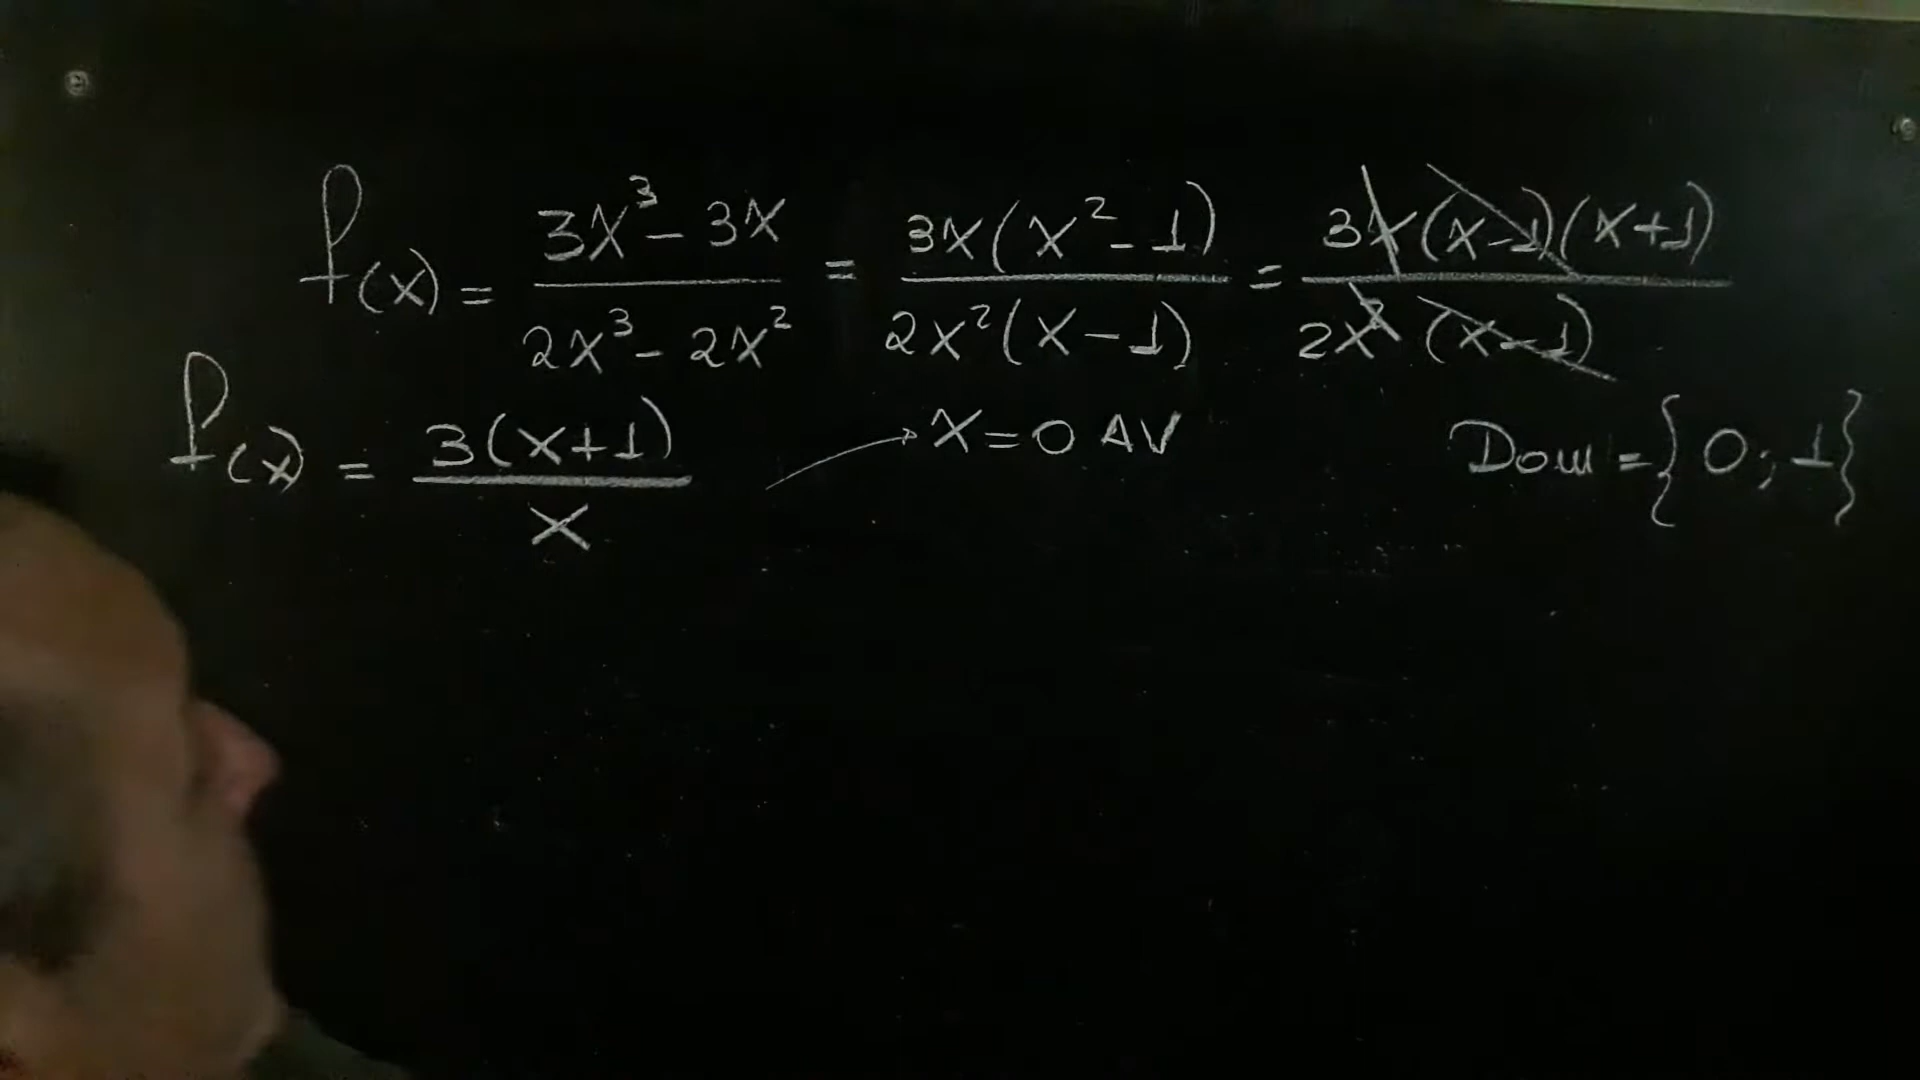 f(x) = (3x³ - 3x)/(2x³ - 2x²) = 3x(x² - 1)/(2x²(x - 1)) = 3x(x-1)(x+1)/(2x²(x-1))
f(x) = 3(x+1)/x → x = 0 AV Dom = {0; 1}